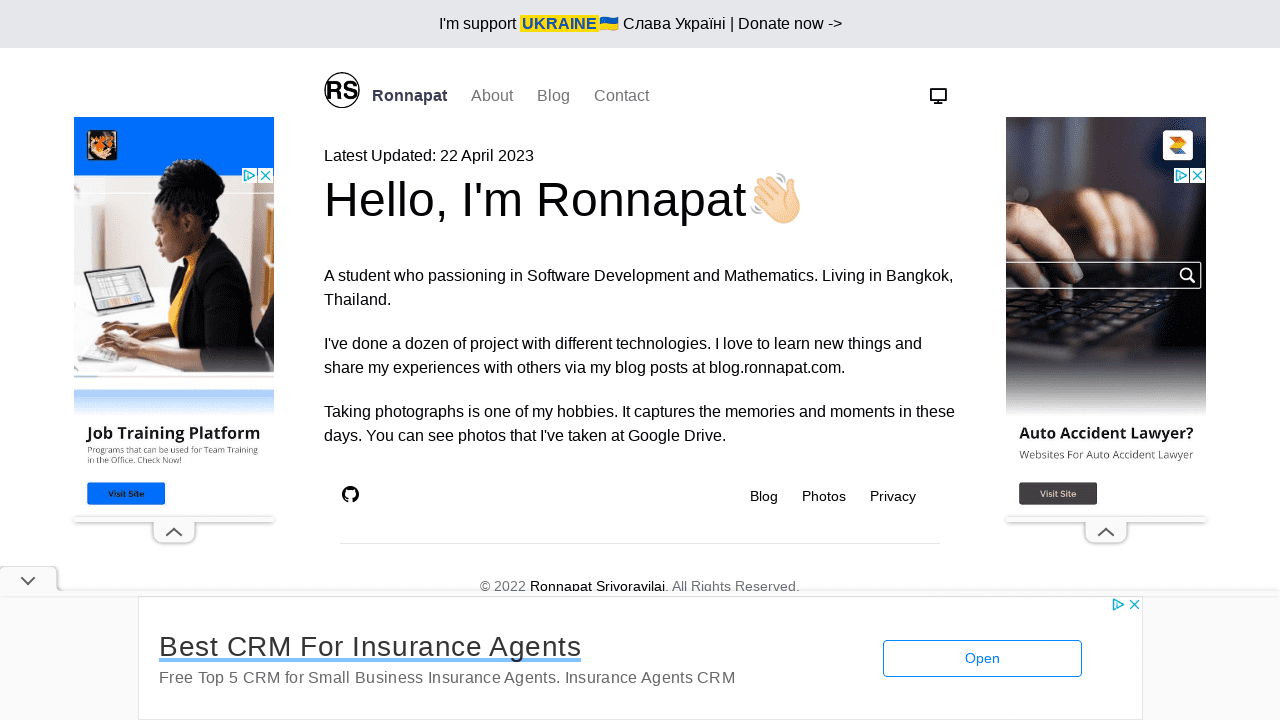 I'm support UKRAINE🇺🇦 Слава Україні | Donate now ->
RS Ronnapat About Blog Contact
Latest Updated: 22 April 2023
Hello, I'm Ronnapat👋🏻
A student who passioning in Software Development and Mathematics. Living in Bangkok,
Thailand.
I've done a dozen of project with different technologies. I love to learn new things and
share my experiences with others via my blog posts at blog.ronnapat.com.
Taking photographs is one of my hobbies. It captures the memories and moments in these
days. You can see photos that I've taken at Google Drive.
Blog Photos Privacy
© 2022 Ronnapat Srivoravilai. All Rights Reserved.
Job Training Platform
Programs that can be used for Team Training
in the Office. Check Now!
Visit Site
Auto Accident Lawyer?
Websites For Auto Accident Lawyer
Visit Site
Best CRM For Insurance Agents
Free Top 5 CRM for Small Business Insurance Agents. Insurance Agents CRM
Open